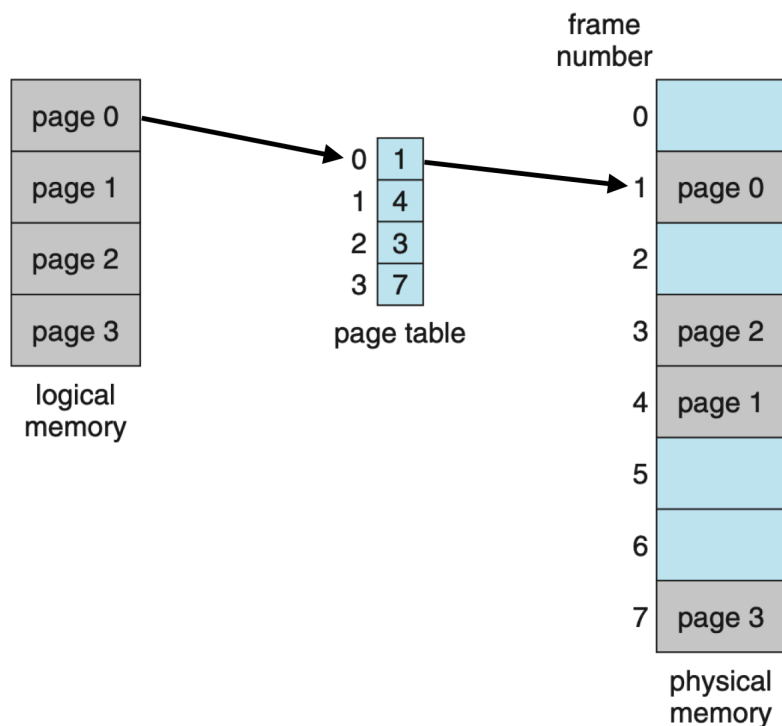 page 0
page 1
page 2
page 3
logical
memory
0 1
1 4
2 3
3 7
page table
frame
number
0
1 page 0
2
3 page 2
4 page 1
5
6
7 page 3
physical
memory